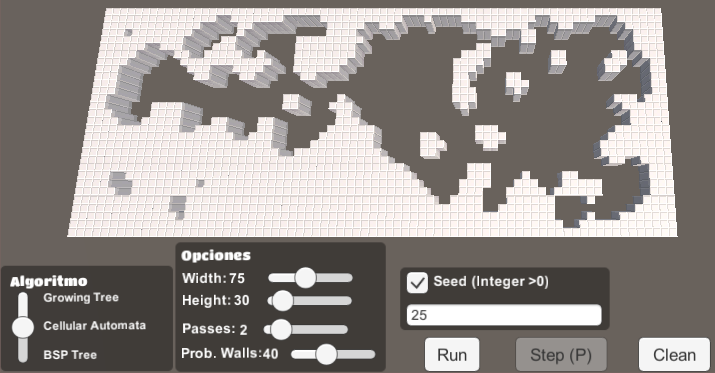 Algoritmo
Growing Tree
Cellular Automata
BSP Tree
Opciones
Width: 75
Height: 30
Passes: 2
Prob. Walls:40
Seed (Integer >0)
25
Run
Step (P)
Clean